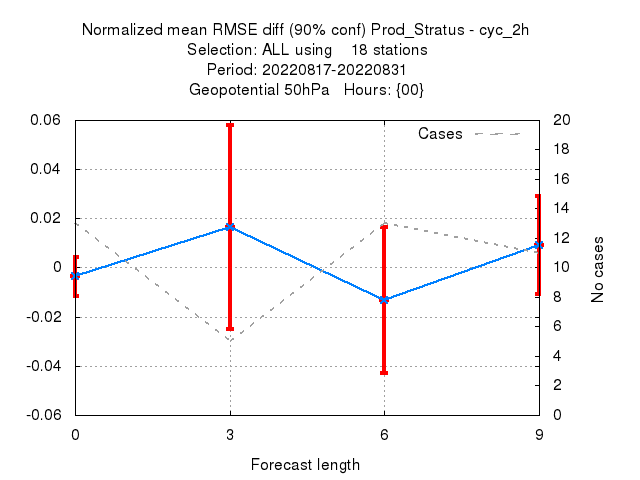 Normalized mean RMSE diff (90% conf) Prod_Stratus - cyc_2h
Selection: ALL using    18 stations
Period: 20220817-20220831
Geopotential 50hPa   Hours: {00}
Cases
0.06
0.04
0.02
0
-0.02
-0.04
-0.06
20
18
16
14
12
10
8
6
4
2
0
No cases
0 3 6 9
Forecast length